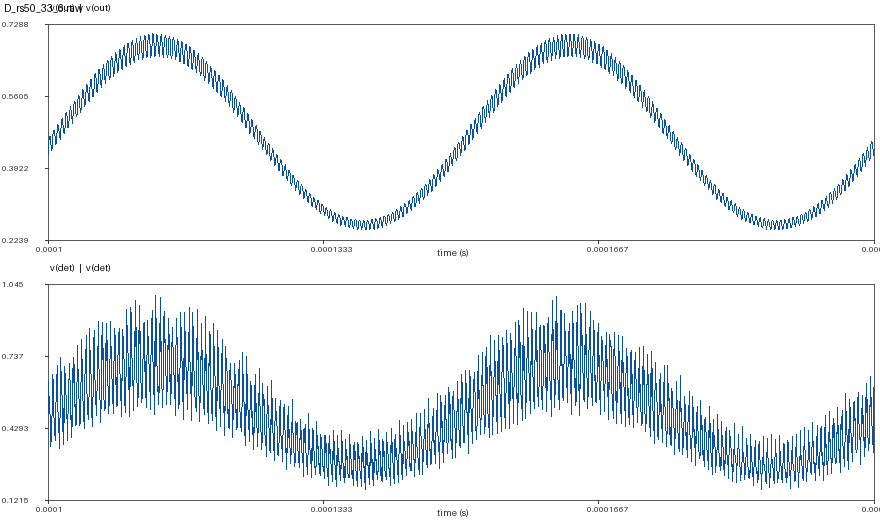 D_rs50_33
v(out)
0.7288
0.5605
0.3922
0.2239
0.0001
0.0001333
0.0001667
time (s)
v(det) | v(det)
1.045
0.737
0.4293
0.1215
0.0001
0.0001333
0.0001667
time (s)